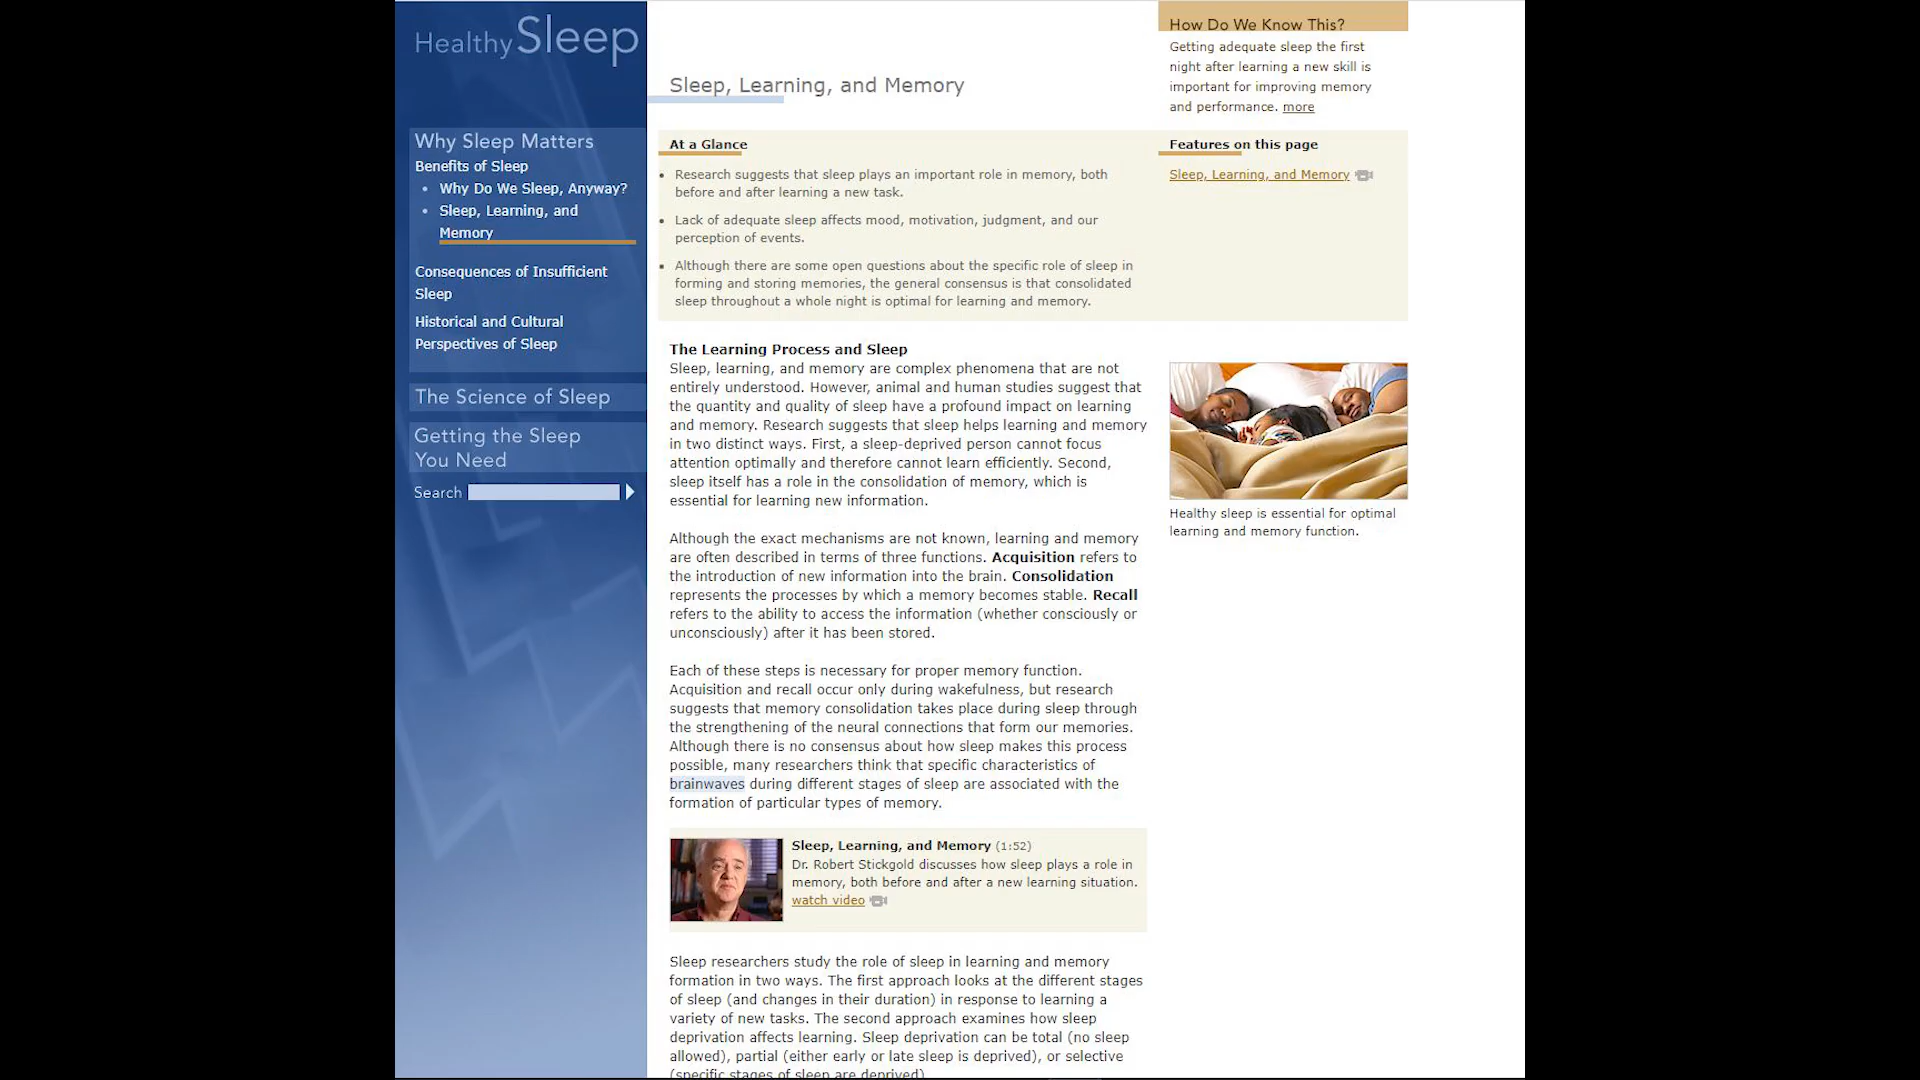 Healthy Sleep
Why Sleep Matters
Benefits of Sleep
• Why Do We Sleep, Anyway?
• Sleep, Learning, and
Memory
Consequences of Insufficient
Sleep
Historical and Cultural
Perspectives of Sleep
The Science of Sleep
Getting the Sleep
You Need
Search
Sleep, Learning, and Memory
At a Glance
• Research suggests that sleep plays an important role in memory, both
before and after learning a new task.
• Lack of adequate sleep affects mood, motivation, judgment, and our
perception of events.
• Although there are some open questions about the specific role of sleep in
forming and storing memories, the general consensus is that consolidated
sleep throughout a whole night is optimal for learning and memory.
The Learning Process and Sleep
Sleep, learning, and memory are complex phenomena that are not
entirely understood. However, animal and human studies suggest that
the quantity and quality of sleep have a profound impact on learning
and memory. Research suggests that sleep helps learning and memory
in two distinct ways. First, a sleep-deprived person cannot focus
attention optimally and therefore cannot learn efficiently. Second,
sleep itself has a role in the consolidation of memory, which is
essential for learning new information.
Although the exact mechanisms are not known, learning and memory
are often described in terms of three functions. Acquisition refers to
the introduction of new information into the brain. Consolidation
represents the processes by which a memory becomes stable. Recall
refers to the ability to access the information (whether consciously or
unconsciously) after it has been stored.
Each of these steps is necessary for proper memory function.
Acquisition and recall occur only during wakefulness, but research
suggests that memory consolidation takes place during sleep through
the strengthening of the neural connections that form our memories.
Although there is no consensus about how sleep makes this process
possible, many researchers think that specific characteristics of
brainwaves during different stages of sleep are associated with the
formation of particular types of memory.
Sleep, Learning, and Memory (1:52)
Dr. Robert Stickgold discusses how sleep plays a role in
memory, both before and after a new learning situation.
watch video
Sleep researchers study the role of sleep in learning and memory
formation in two ways. The first approach looks at the different stages
of sleep (and changes in their duration) in response to learning a
variety of new tasks. The second approach examines how sleep
deprivation affects learning. Sleep deprivation can be total (no sleep
allowed), partial (either early or late sleep is deprived), or selective
(specific stages of sleep are deprived).
How Do We Know This?
Getting adequate sleep the first
night after learning a new skill is
important for improving memory
and performance. more
Features on this page
Sleep, Learning, and Memory
Healthy sleep is essential for optimal
learning and memory function.